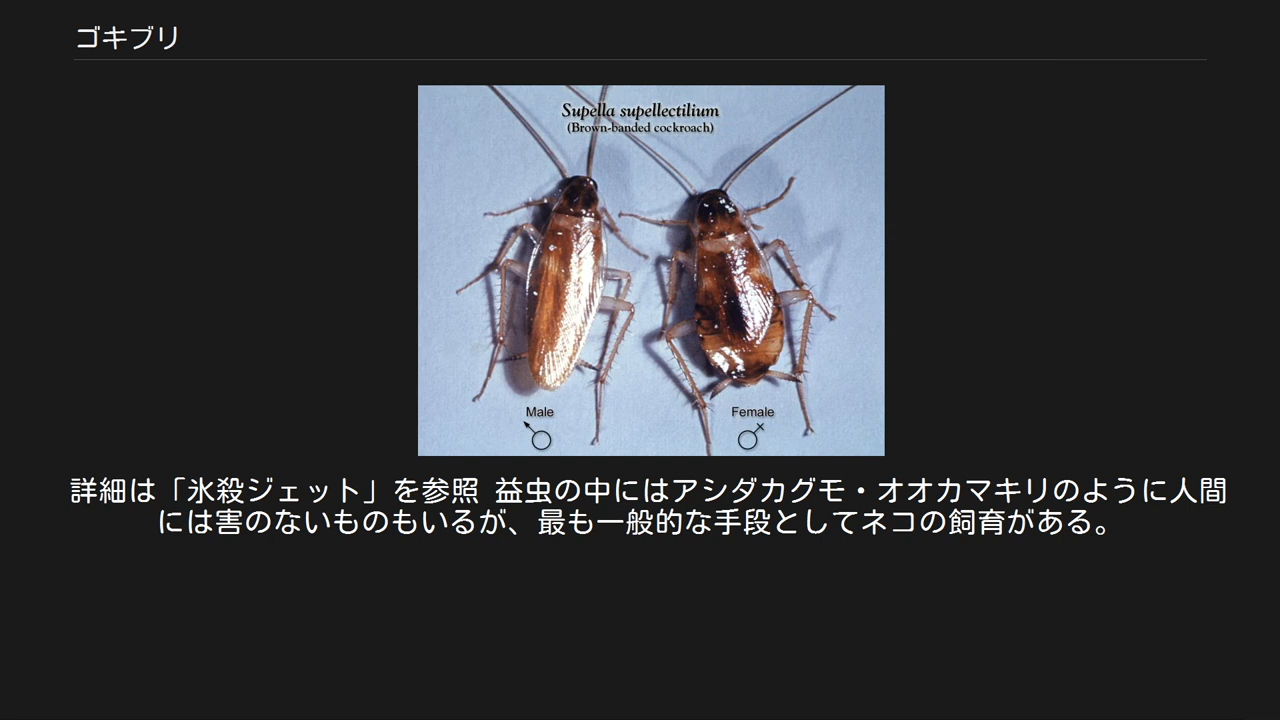 ゴキブリ
Supella supellectilium
(Brown-banded cockroach)
Male
Female
詳細は「氷殺ジェット」を参照 益虫の中にはアシダカグモ・オオカマキリのように人間
には害のないものもいるが、最も一般的な手段としてネコの飼育がある。